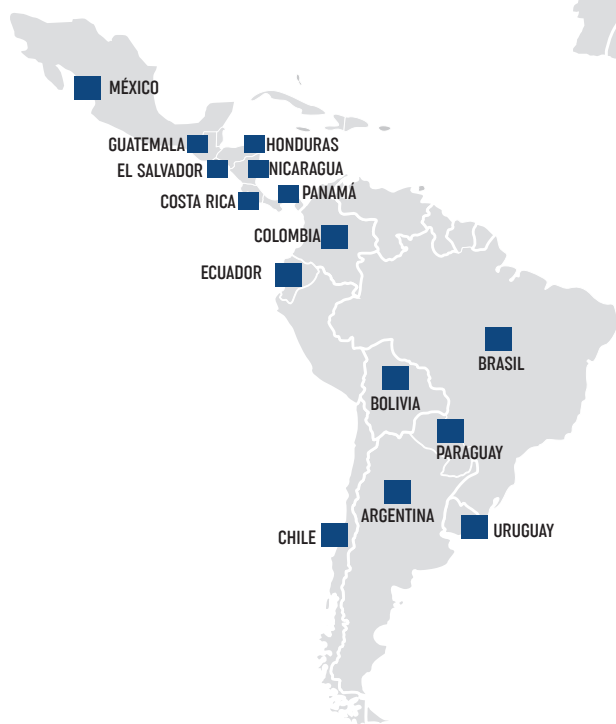 MÉXICO
GUATEMALA
HONDURAS
EL SALVADOR
NICARAGUA
COSTA RICA
PANAMÁ
COLOMBIA
ECUADOR
BRASIL
BOLIVIA
PARAGUAY
ARGENTINA
CHILE
URUGUAY